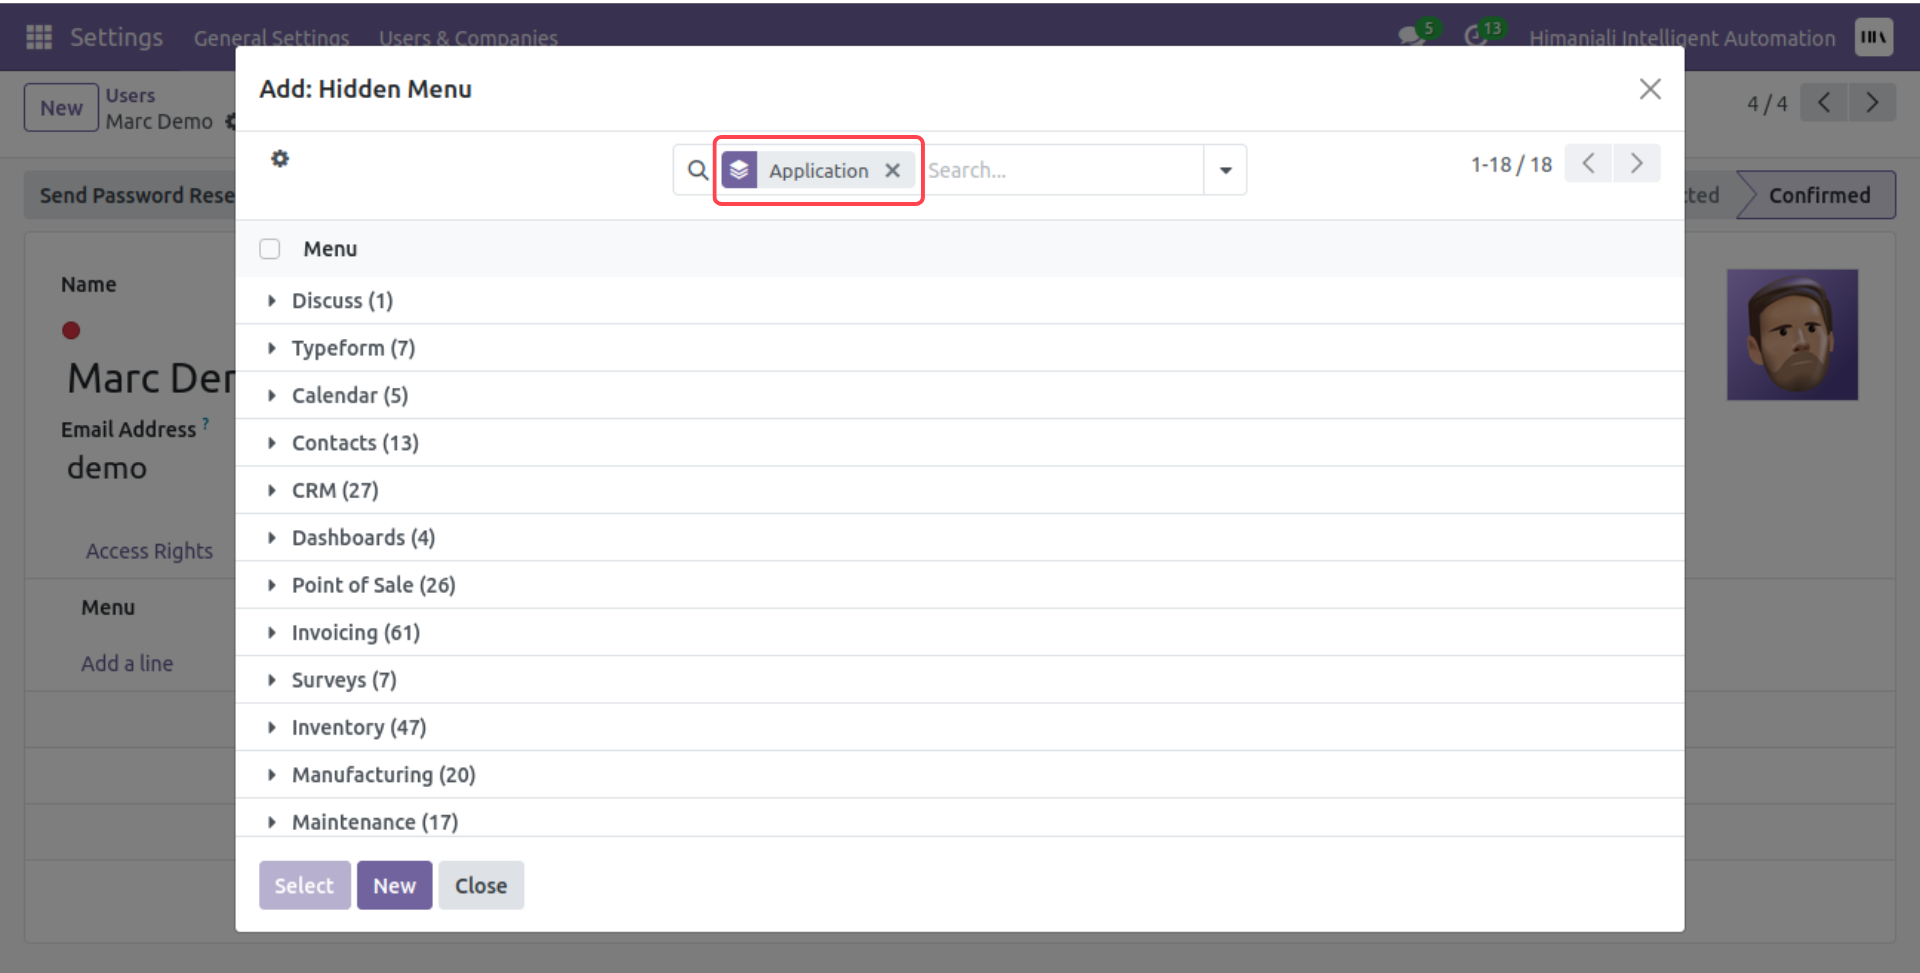 Settings General Settings Users & Companies 5 13 Himanjali Intelligent Automation
New Users
Marc Demo
4 / 4
Add: Hidden Menu
Application Search...
1-18 / 18
Send Password Rese
Confirmed
Menu
Name
Discuss (1)
Typeform (7)
Marc Der
Calendar (5)
Email Address ?
Contacts (13)
demo
CRM (27)
Dashboards (4)
Access Rights
Point of Sale (26)
Menu
Invoicing (61)
Add a line
Surveys (7)
Inventory (47)
Manufacturing (20)
Maintenance (17)
Select New Close